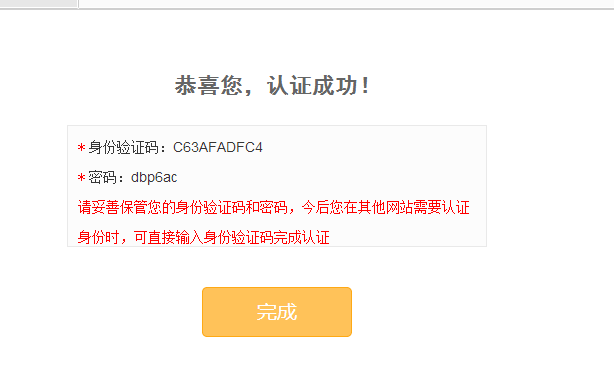 恭喜您，认证成功！
* 身份验证码：C63AFADFC4
* 密码：dbp6ac
请妥善保管您的身份验证码和密码，今后您在其他网站需要认证
身份时，可直接输入身份验证码完成认证
完成